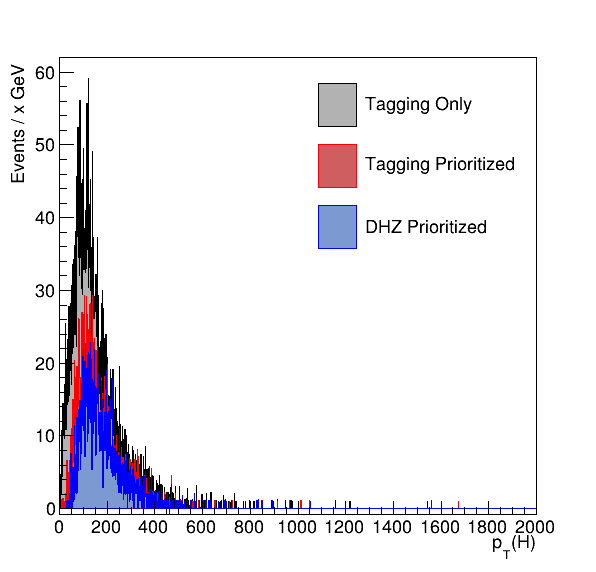 Events / x GeV
60
50
40
30
20
10
0
Tagging Only
Tagging Prioritized
DHZ Prioritized
0 200 400 600 800 1000 1200 1400 1600 1800 2000
p_T(H)